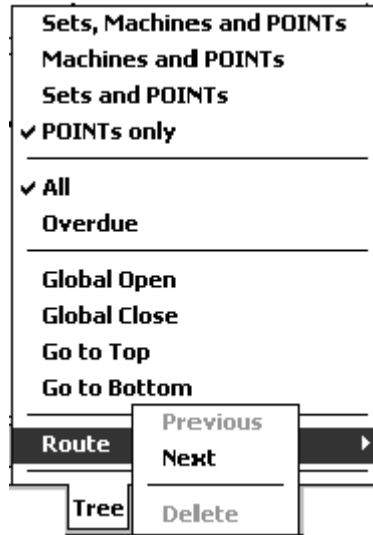 Sets, Machines and POINTs
Machines and POINTs
Sets and POINTs
POINTs only
All
Overdue
Global Open
Global Close
Go to Top
Go to Bottom
Route
Previous
Next
Delete
Tree